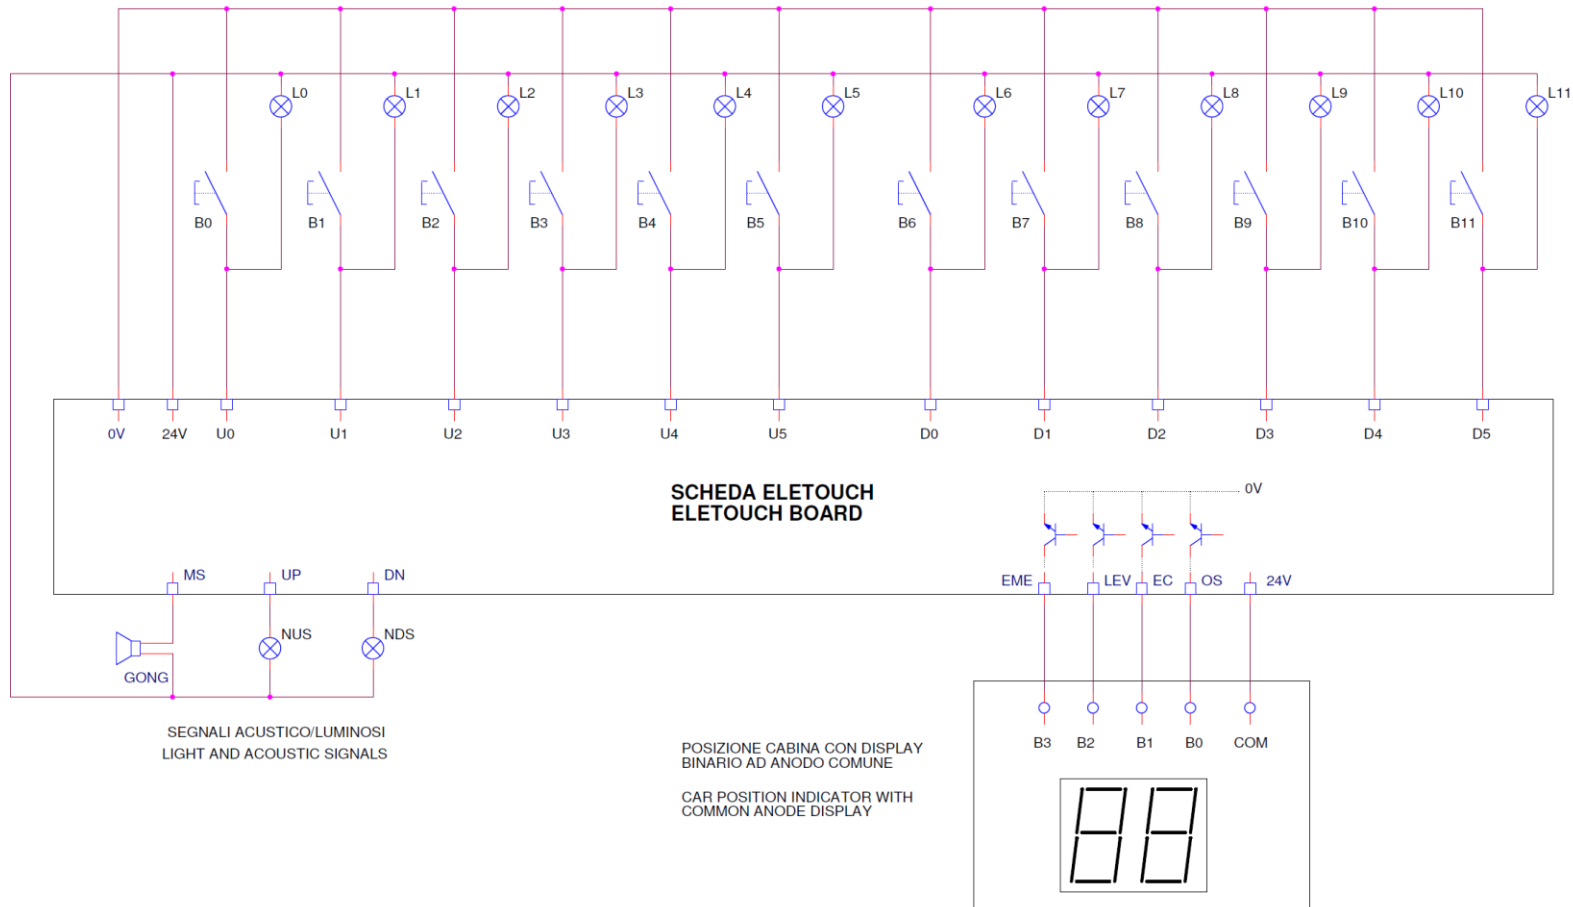 L0 L1 L2 L3 L4 L5 L6 L7 L8 L9 L10 L11
B0 B1 B2 B3 B4 B5 B6 B7 B8 B9 B10 B11
0V 24V U0 U1 U2 U3 U4 U5 D0 D1 D2 D3 D4 D5
SCHEDA ELETOUCH
ELETOUCH BOARD
0V
MS UP DN
EME LEV EC OS 24V
NUS NDS
GONG
SEGNALI ACUSTICO/LUMINOSI
LIGHT AND ACOUSTIC SIGNALS
B3 B2 B1 B0 COM
POSIZIONE CABINA CON DISPLAY
BINARIO AD ANODO COMUNE
CAR POSITION INDICATOR WITH
COMMON ANODE DISPLAY
88